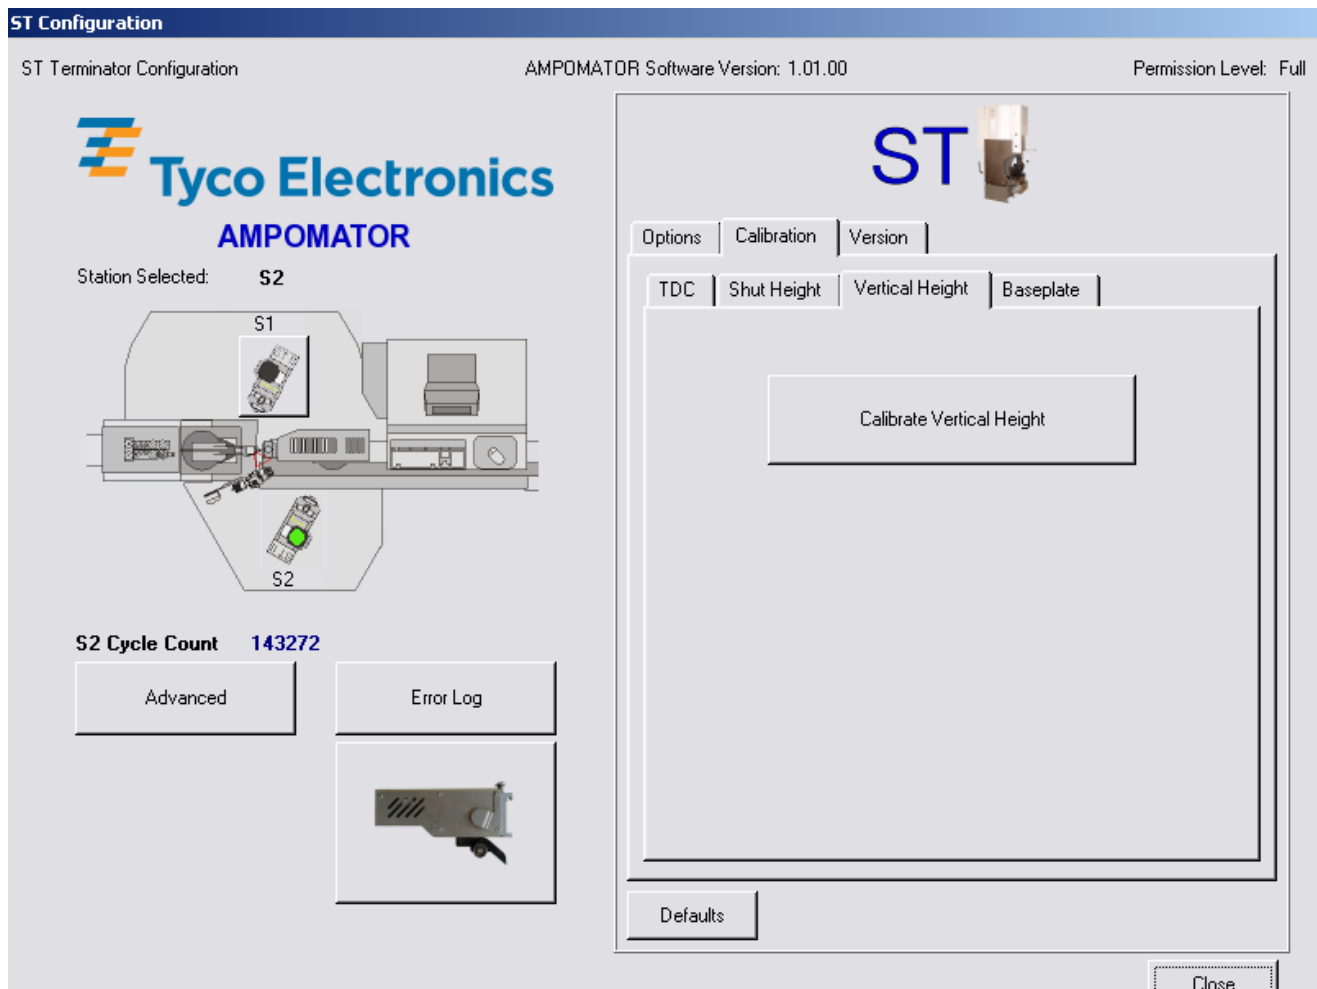 ST Configuration
ST Terminator Configuration
AMPOMATOR Software Version: 1.01.00
Permission Level: Full
Tyco Electronics
AMPOMATOR
Station Selected: S2
S1
S2
S2 Cycle Count 143272
Advanced
Error Log
ST
Options
Calibration
Version
TDC
Shut Height
Vertical Height
Baseplate
Calibrate Vertical Height
Defaults
Close